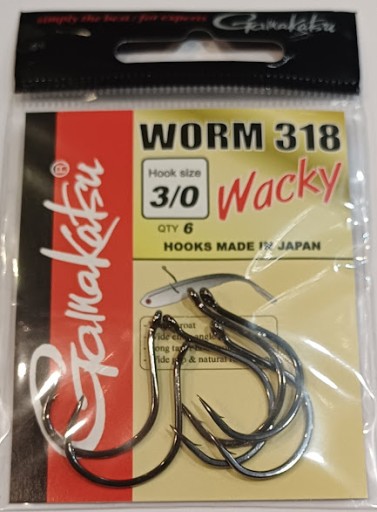 simply the best / for experts Gamakatsu
WORM 318
Hook size
3/0
Wacky
QTY 6
HOOKS MADE IN JAPAN
Gamakatsu®
& natural